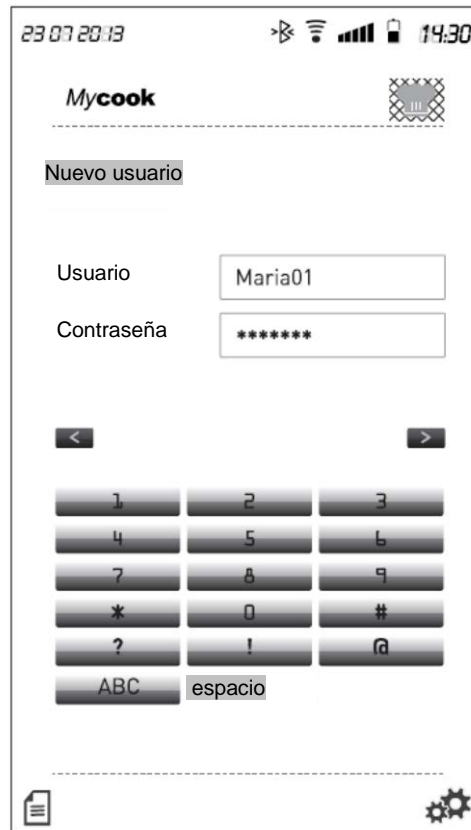 23 07 2013 14:30
Mycook
Nuevo usuario
Usuario Maria01
Contraseña *******
< >
1 2 3
4 5 6
7 8 9
* 0 #
? ! @
ABC espacio